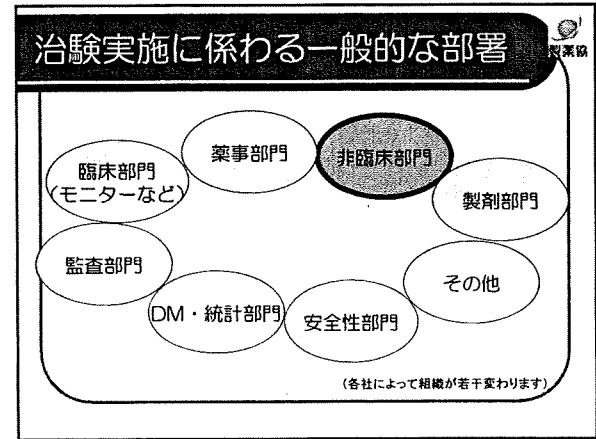 治験実施に係わる一般的な部署
製薬協
薬事部門
非臨床部門
臨床部門
(モニターなど)
製剤部門
監査部門
その他
DM・統計部門
安全性部門
(各社によって組織が若干変わります)